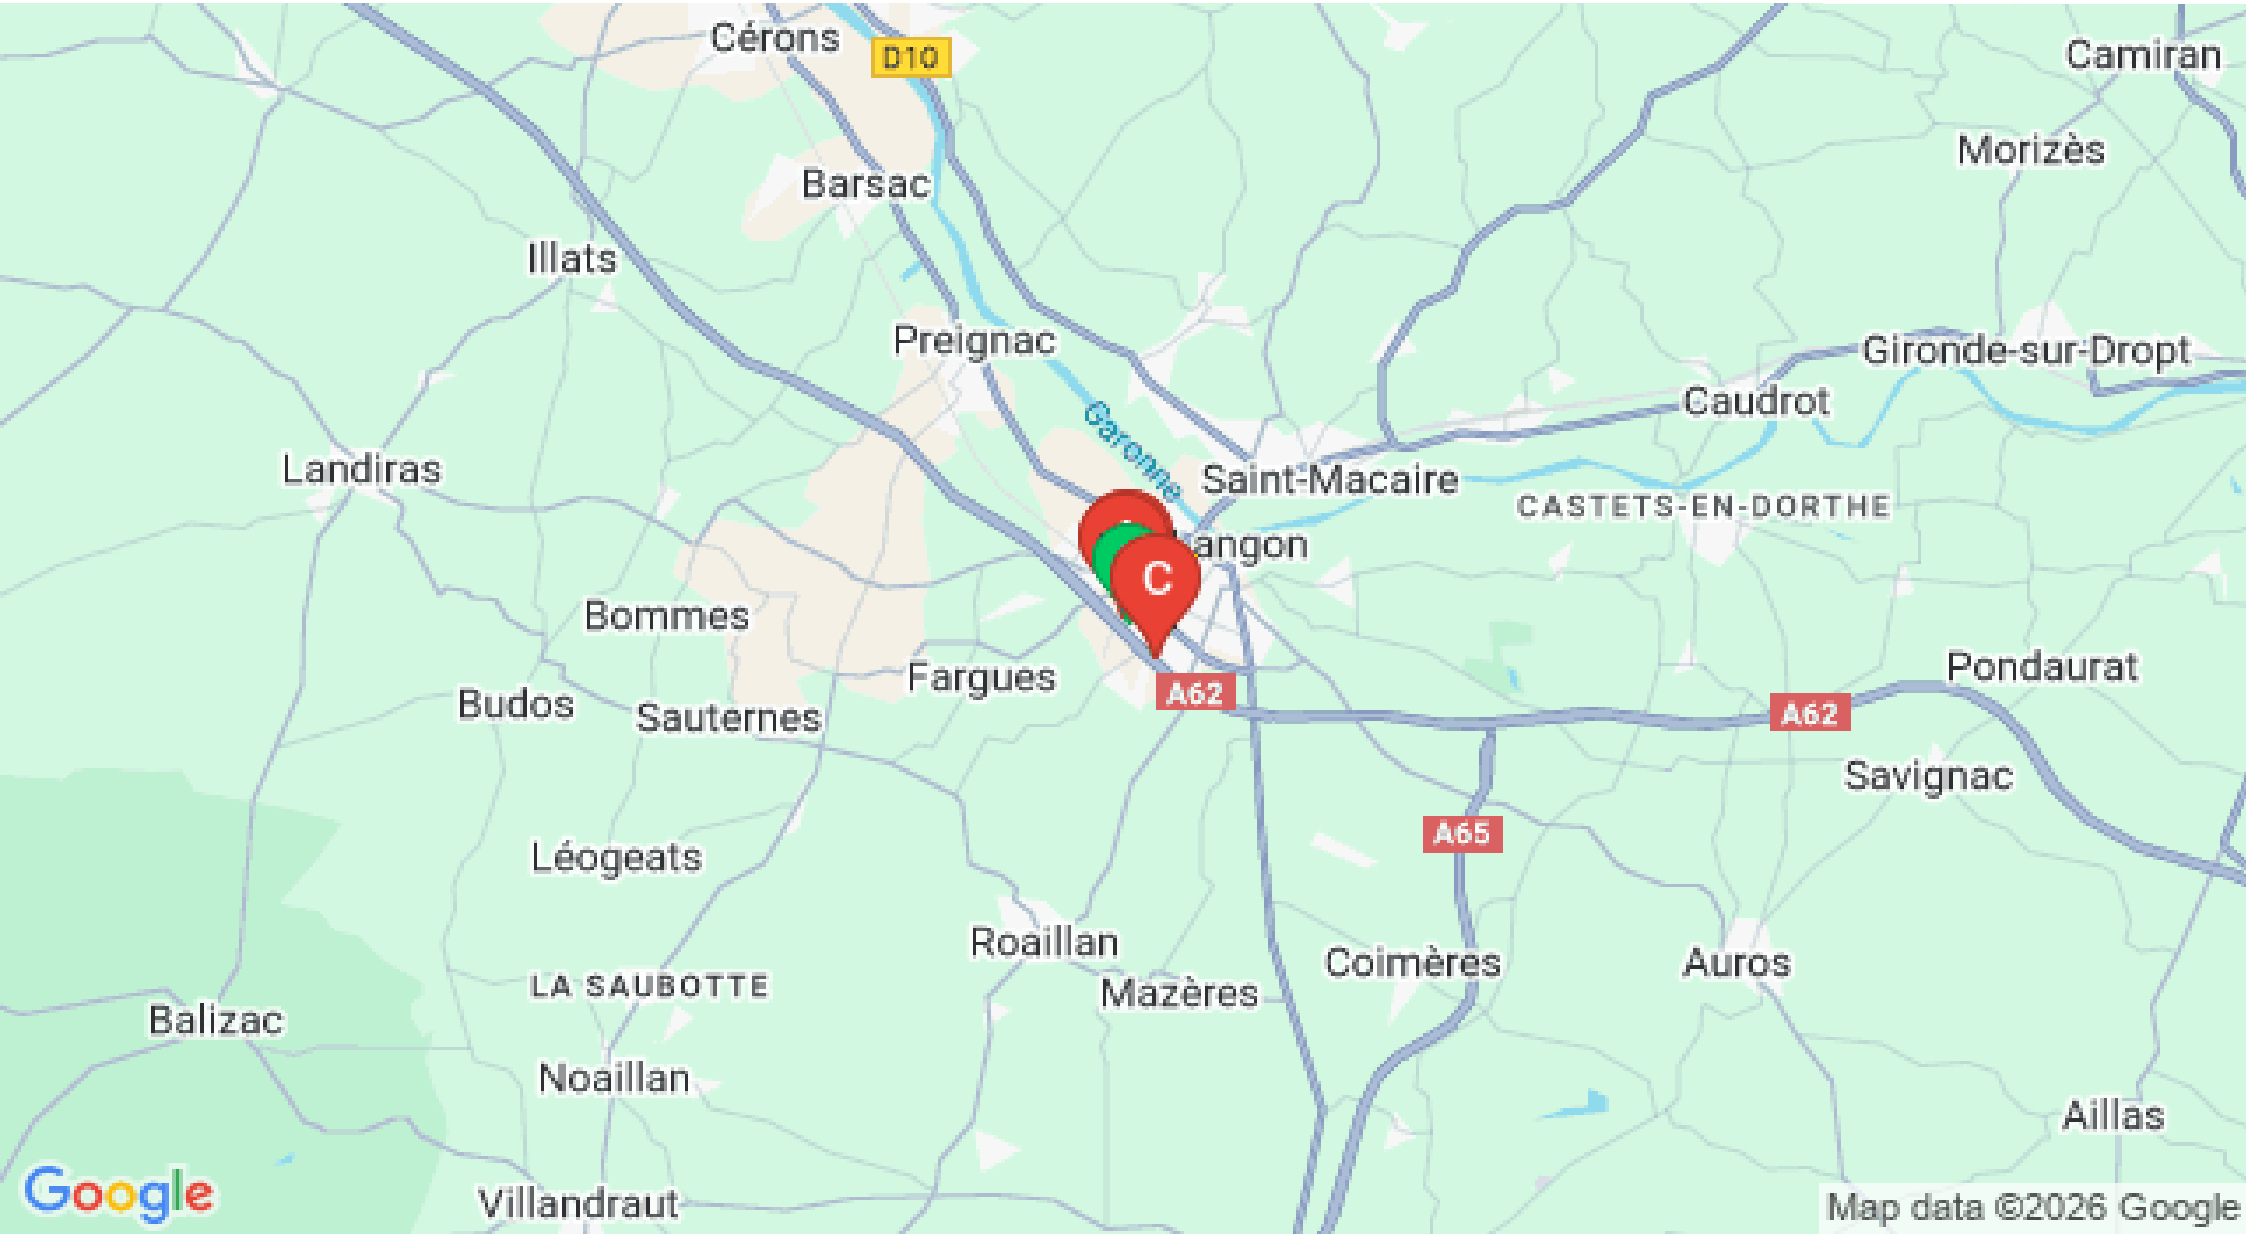 Cérons
D10
Camiran
Morizès
Barsac
Illats
Preignac
Gironde-sur-Dropt
Caudrot
Garonne
Landiras
Saint-Macaire
CASTETS-EN-DORTHE
angon
C
Bommes
Fargues
Pondaurat
A62
Budos
Sauternes
A62
Savignac
A65
Léogeats
Roaillan
Coimères
Auros
LA SAUBOTTE
Mazères
Balizac
Noaillan
Aillas
Google
Villandraut
Map data ©2026 Google